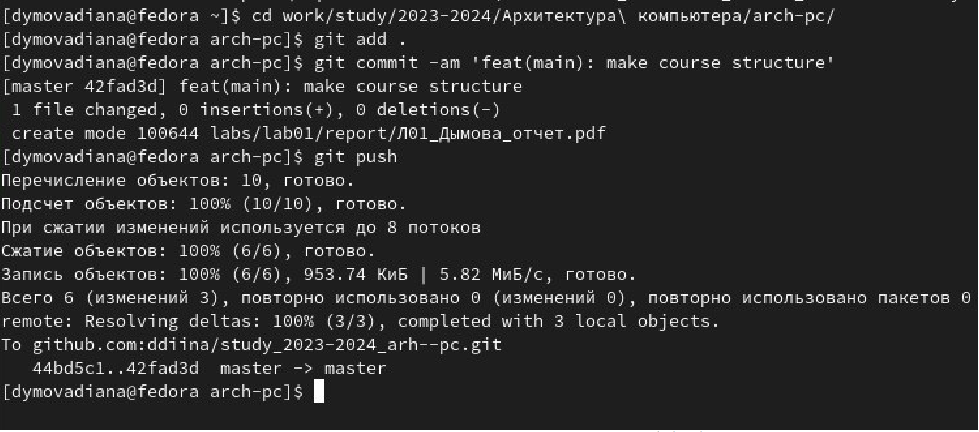 [dymovadiana@fedora ~]$ cd work/study/2023-2024/Архитектура\ компьютера/arch-pc/
[dymovadiana@fedora arch-pc]$ git add .
[dymovadiana@fedora arch-pc]$ git commit -am 'feat(main): make course structure'
[master 42fad3d] feat(main): make course structure
 1 file changed, 0 insertions(+), 0 deletions(-)
 create mode 100644 labs/lab01/report/Л01_Дымова_отчет.pdf
[dymovadiana@fedora arch-pc]$ git push
Перечисление объектов: 10, готово.
Подсчет объектов: 100% (10/10), готово.
При сжатии изменений используется до 8 потоков
Сжатие объектов: 100% (6/6), готово.
Запись объектов: 100% (6/6), 953.74 КиБ | 5.82 МиБ/с, готово.
Всего 6 (изменений 3), повторно использовано 0 (изменений 0), повторно использовано пакетов 0
remote: Resolving deltas: 100% (3/3), completed with 3 local objects.
To github.com:ddiina/study_2023-2024_arh--pc.git
   44bd5c1..42fad3d  master -> master
[dymovadiana@fedora arch-pc]$